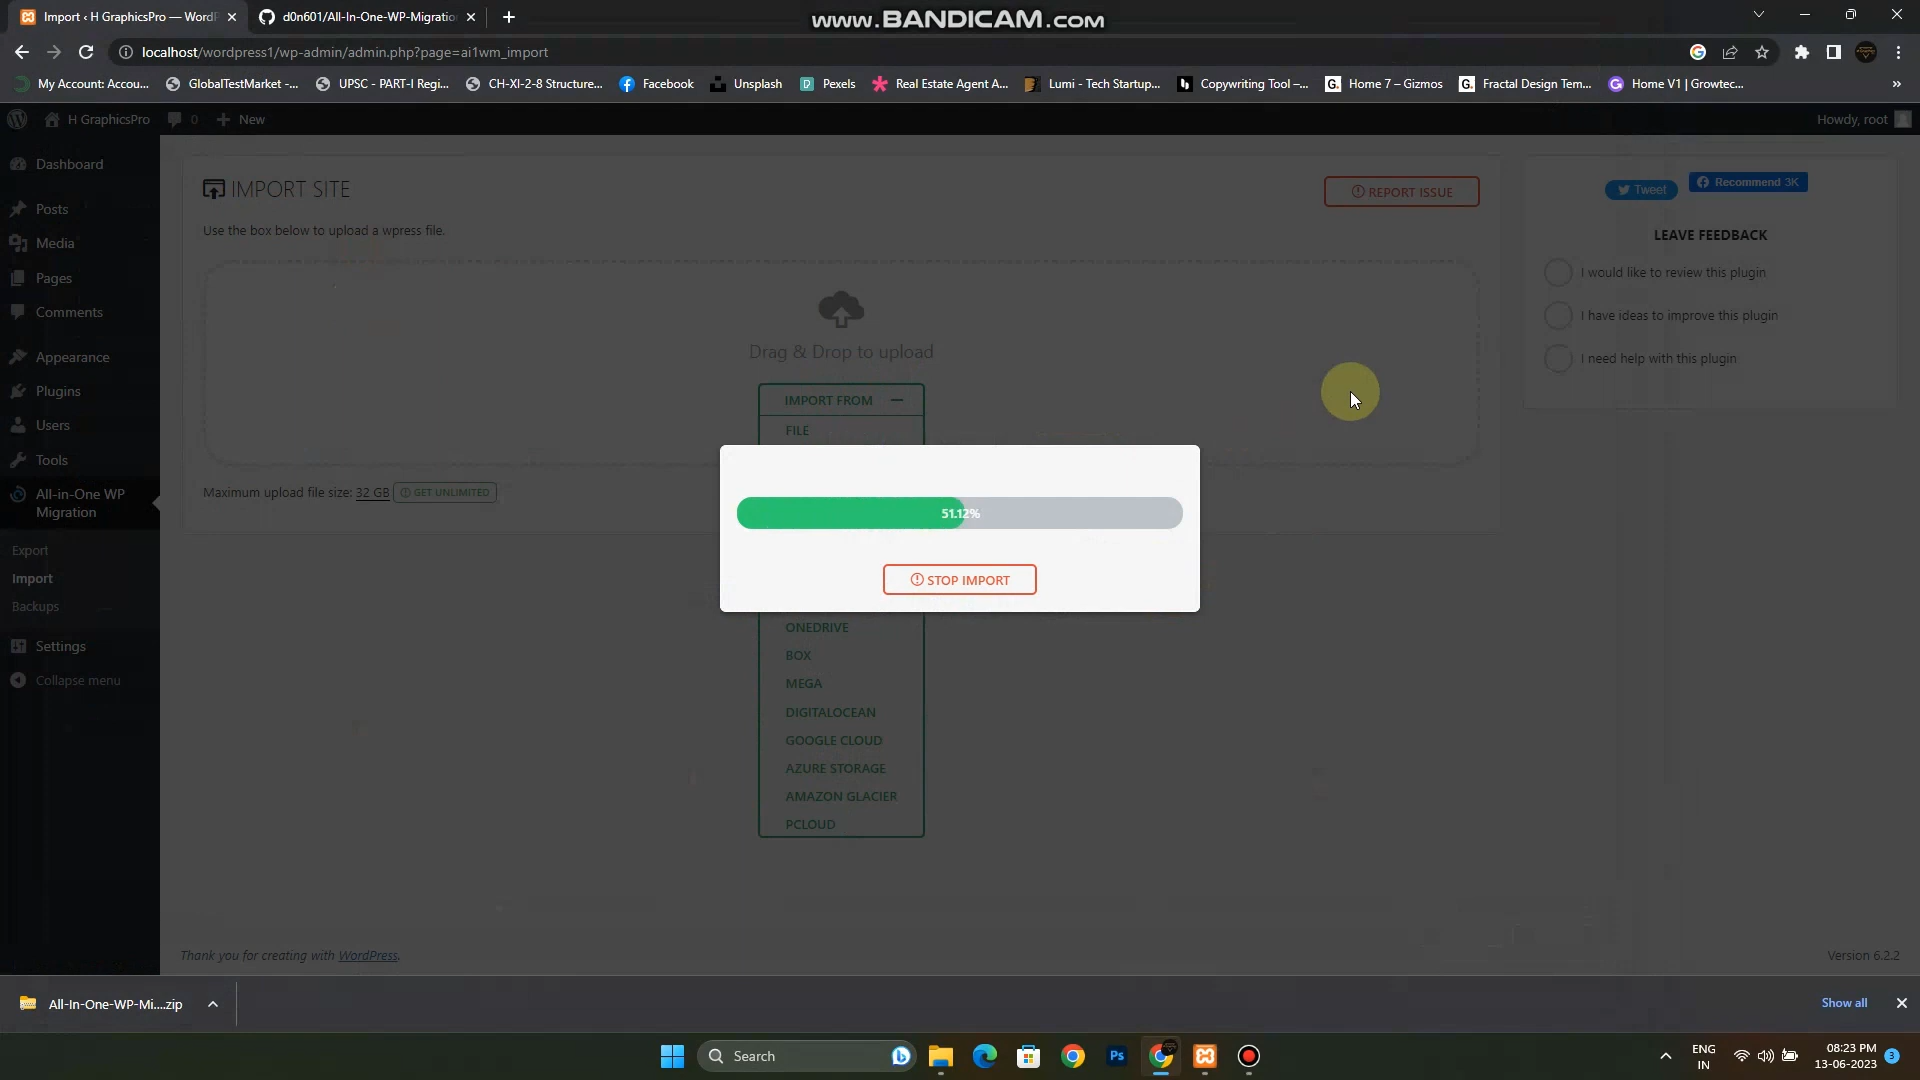 Import ‹ H GraphicsPro — WordP
d0n601/All-In-One-WP-Migratio
www.BANDICAM.com
localhost/wordpress1/wp-admin/admin.php?page=ai1wm_import
My Account: Accou...
GlobalTestMarket -...
UPSC - PART-I Regi...
CH-XI-2-8 Structure...
Facebook
Unsplash
Pexels
Real Estate Agent A...
Lumi - Tech Startup...
Copywriting Tool –...
Home 7 – Gizmos
Fractal Design Tem...
Home V1 | Growtec...
»
H GraphicsPro
0
New
Howdy, root
Dashboard
Posts
Media
Pages
Comments
Appearance
Plugins
Users
Tools
All-in-One WP
Migration
Export
Import
Backups
Settings
Collapse menu
IMPORT SITE
REPORT ISSUE
Use the box below to upload a wpress file.
Drag & Drop to upload
IMPORT FROM
FILE
51.12%
STOP IMPORT
ONEDRIVE
BOX
MEGA
DIGITALOCEAN
GOOGLE CLOUD
AZURE STORAGE
AMAZON GLACIER
PCLOUD
Maximum upload file size: 32 GB
GET UNLIMITED
Tweet
Recommend 3K
LEAVE FEEDBACK
I would like to review this plugin
I have ideas to improve this plugin
I need help with this plugin
Thank you for creating with WordPress.
Version 6.2.2
All-In-One-WP-Mi....zip
Show all
Search
Ps
ENG
IN
08:23 PM
13-06-2023
3